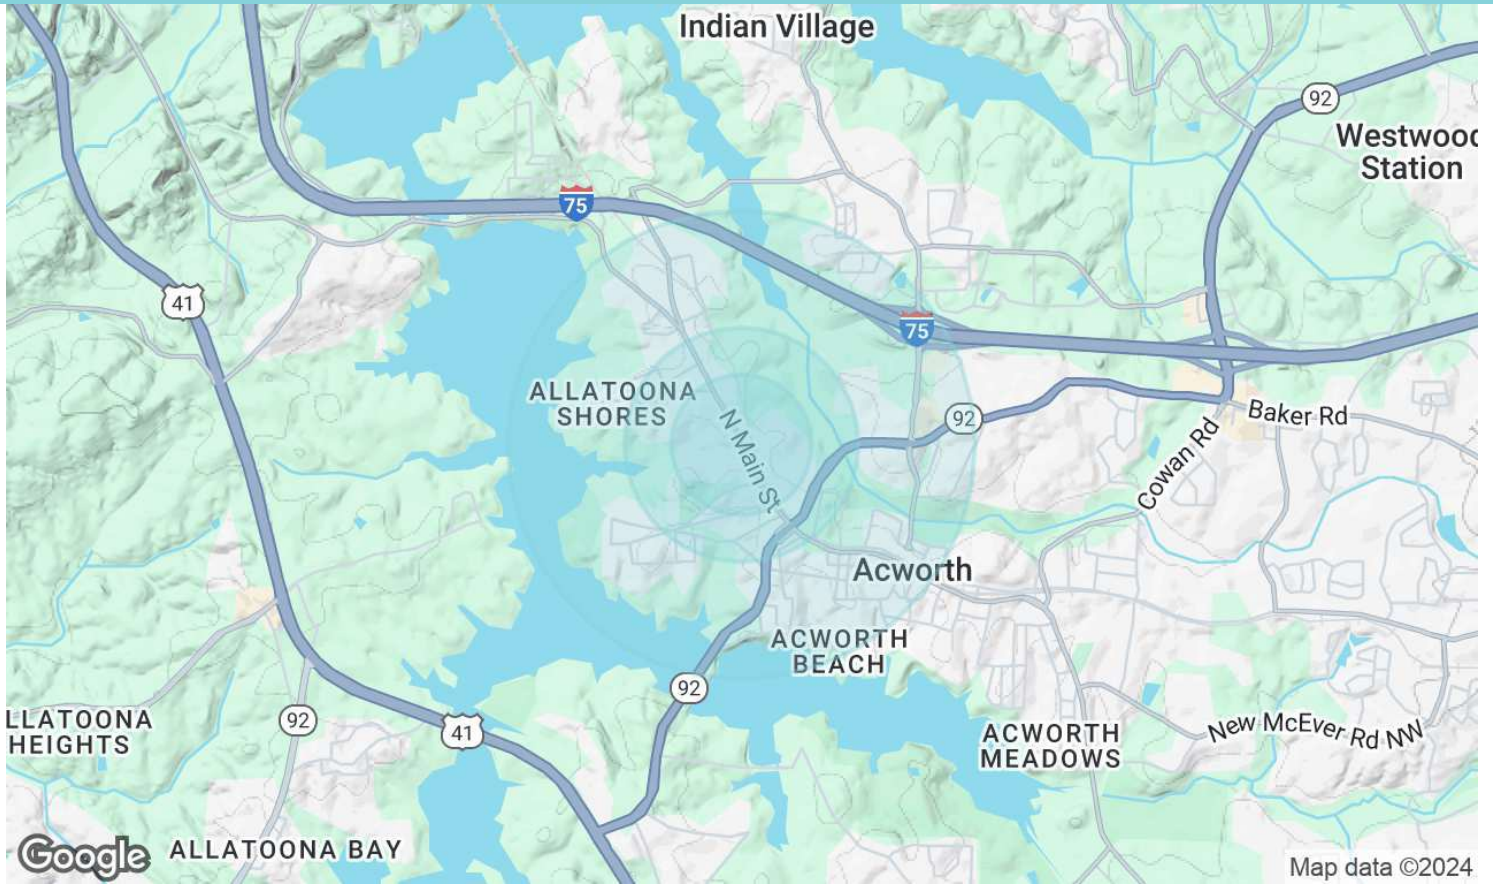 Indian Village
92
Westwood
Station
75
41
75
ALLATOONA
SHORES
N Main St
92
Baker Rd
Cowan Rd
Acworth
ACWORTH
BEACH
92
LLATOONA
HEIGHTS
92
41
ACWORTH
MEADOWS
New McEver Rd NW
Google
ALLATOONA BAY
Map data ©2024